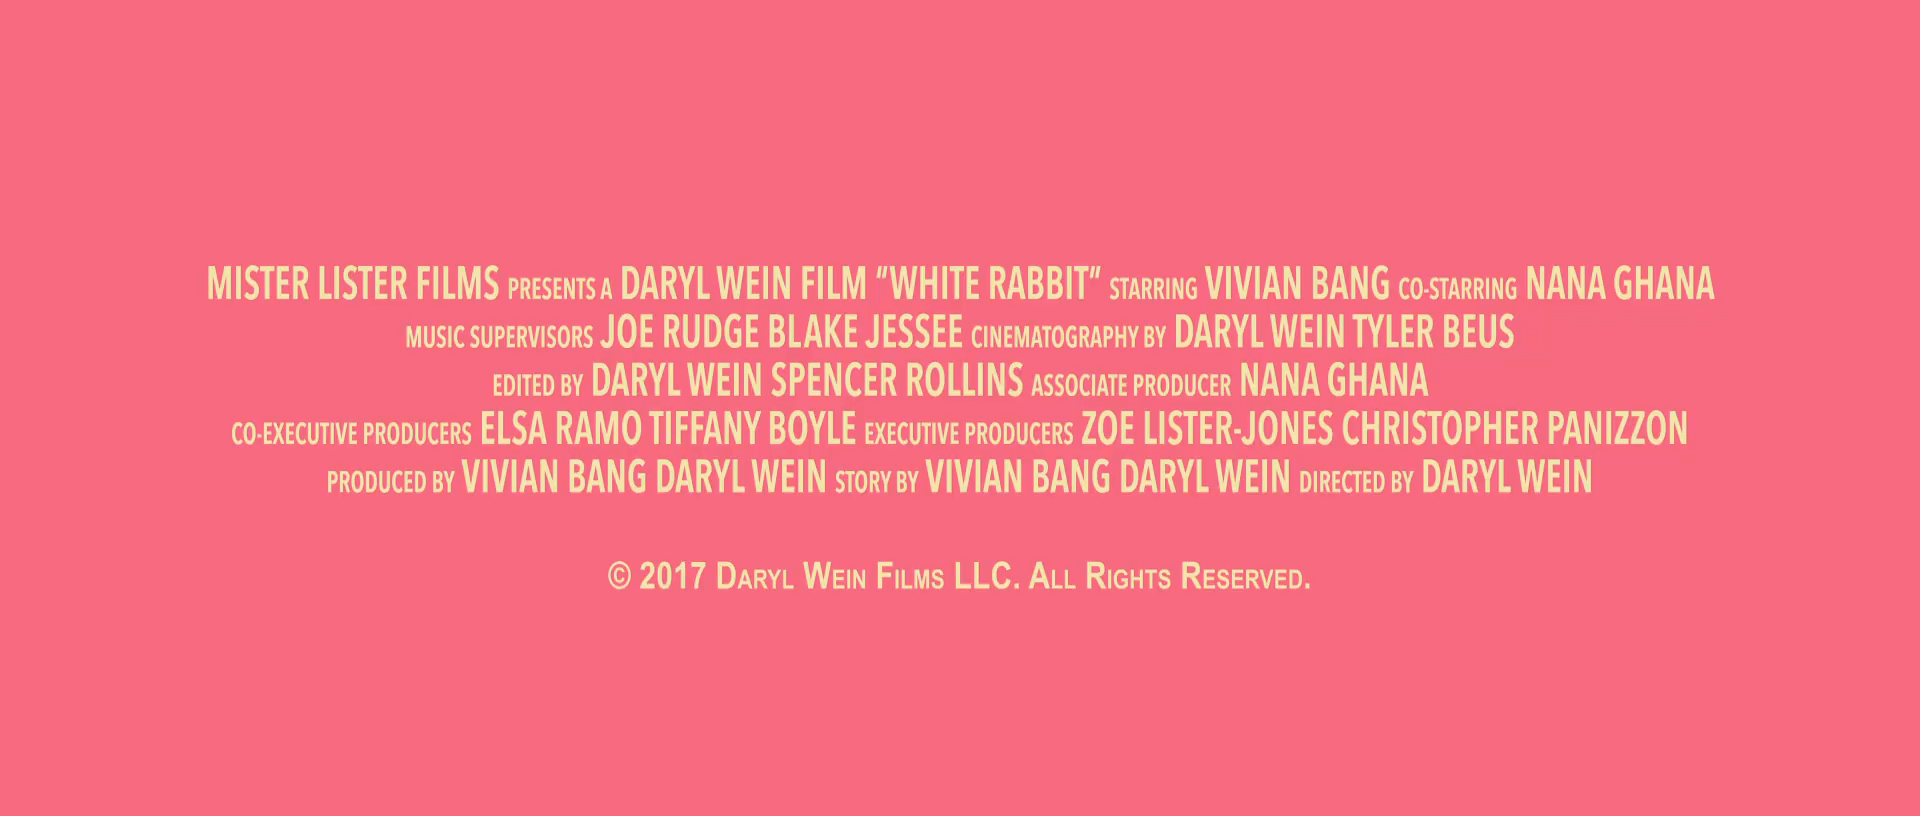 MISTER LISTER FILMS PRESENTS A DARYL WEIN FILM “WHITE RABBIT” STARRING VIVIAN BANG CO-STARRING NANA GHANA
MUSIC SUPERVISORS JOE RUDGE BLAKE JESSEE CINEMATOGRAPHY BY DARYL WEIN TYLER BEUS
EDITED BY DARYL WEIN SPENCER ROLLINS ASSOCIATE PRODUCER NANA GHANA
CO-EXECUTIVE PRODUCERS ELSA RAMO TIFFANY BOYLE EXECUTIVE PRODUCERS ZOE LISTER-JONES CHRISTOPHER PANIZZON
PRODUCED BY VIVIAN BANG DARYL WEIN STORY BY VIVIAN BANG DARYL WEIN DIRECTED BY DARYL WEIN
© 2017 DARYL WEIN FILMS LLC. ALL RIGHTS RESERVED.